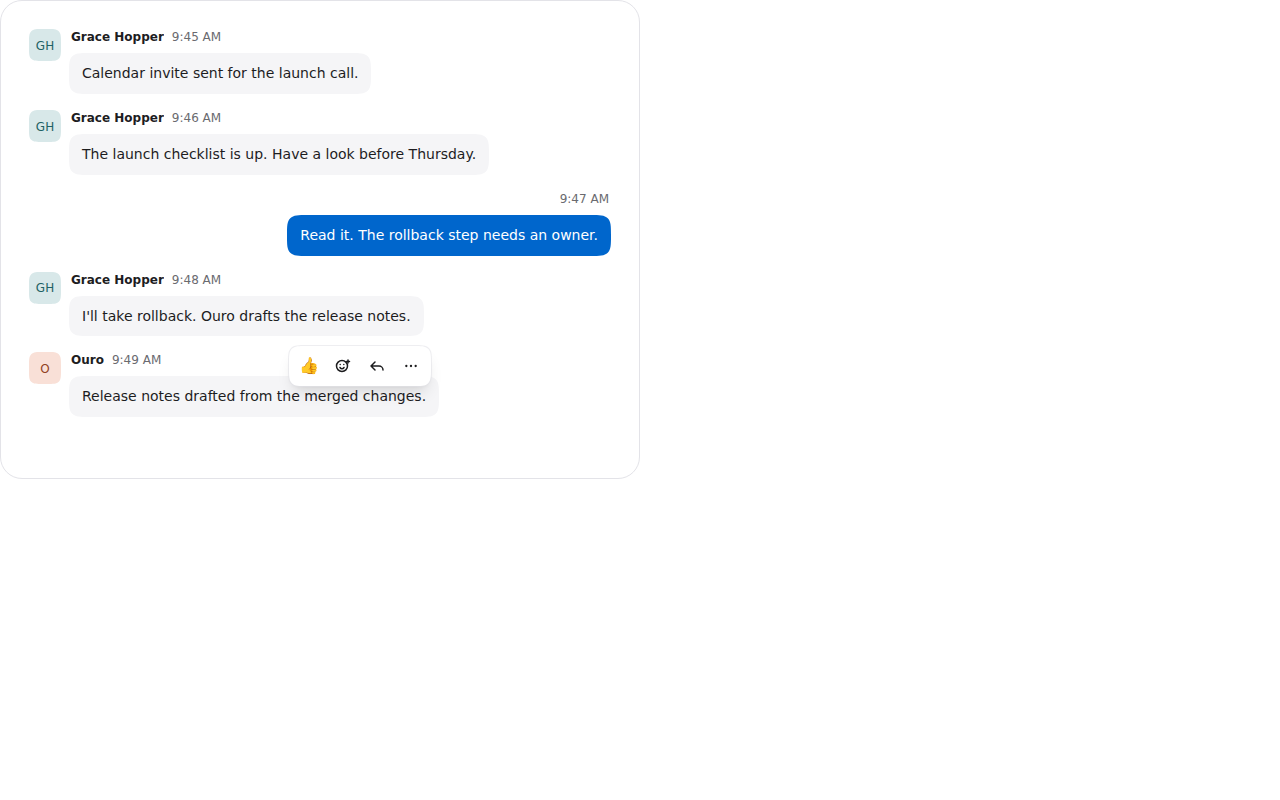 GH
Grace Hopper 9:45 AM
Calendar invite sent for the launch call.
GH
Grace Hopper 9:46 AM
The launch checklist is up. Have a look before Thursday.
9:47 AM
Read it. The rollback step needs an owner.
GH
Grace Hopper 9:48 AM
I'll take rollback. Ouro drafts the release notes.
O
Ouro 9:49 AM
Release notes drafted from the merged changes.